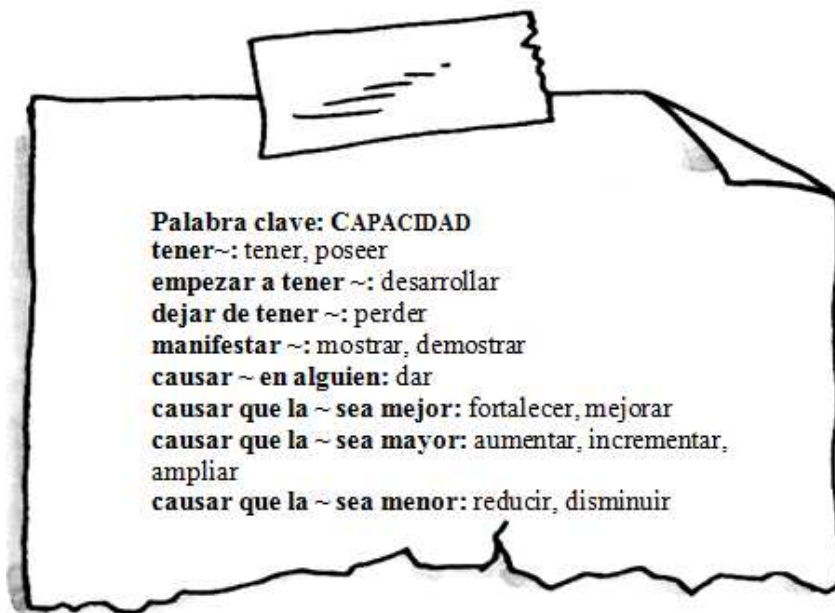 Palabra clave: CAPACIDAD
tener~: tener, poseer
empezar a tener ~: desarrollar
dejar de tener ~: perder
manifestar ~: mostrar, demostrar
causar ~ en alguien: dar
causar que la ~ sea mejor: fortalecer, mejorar
causar que la ~ sea mayor: aumentar, incrementar,
ampliar
causar que la ~ sea menor: reducir, disminuir